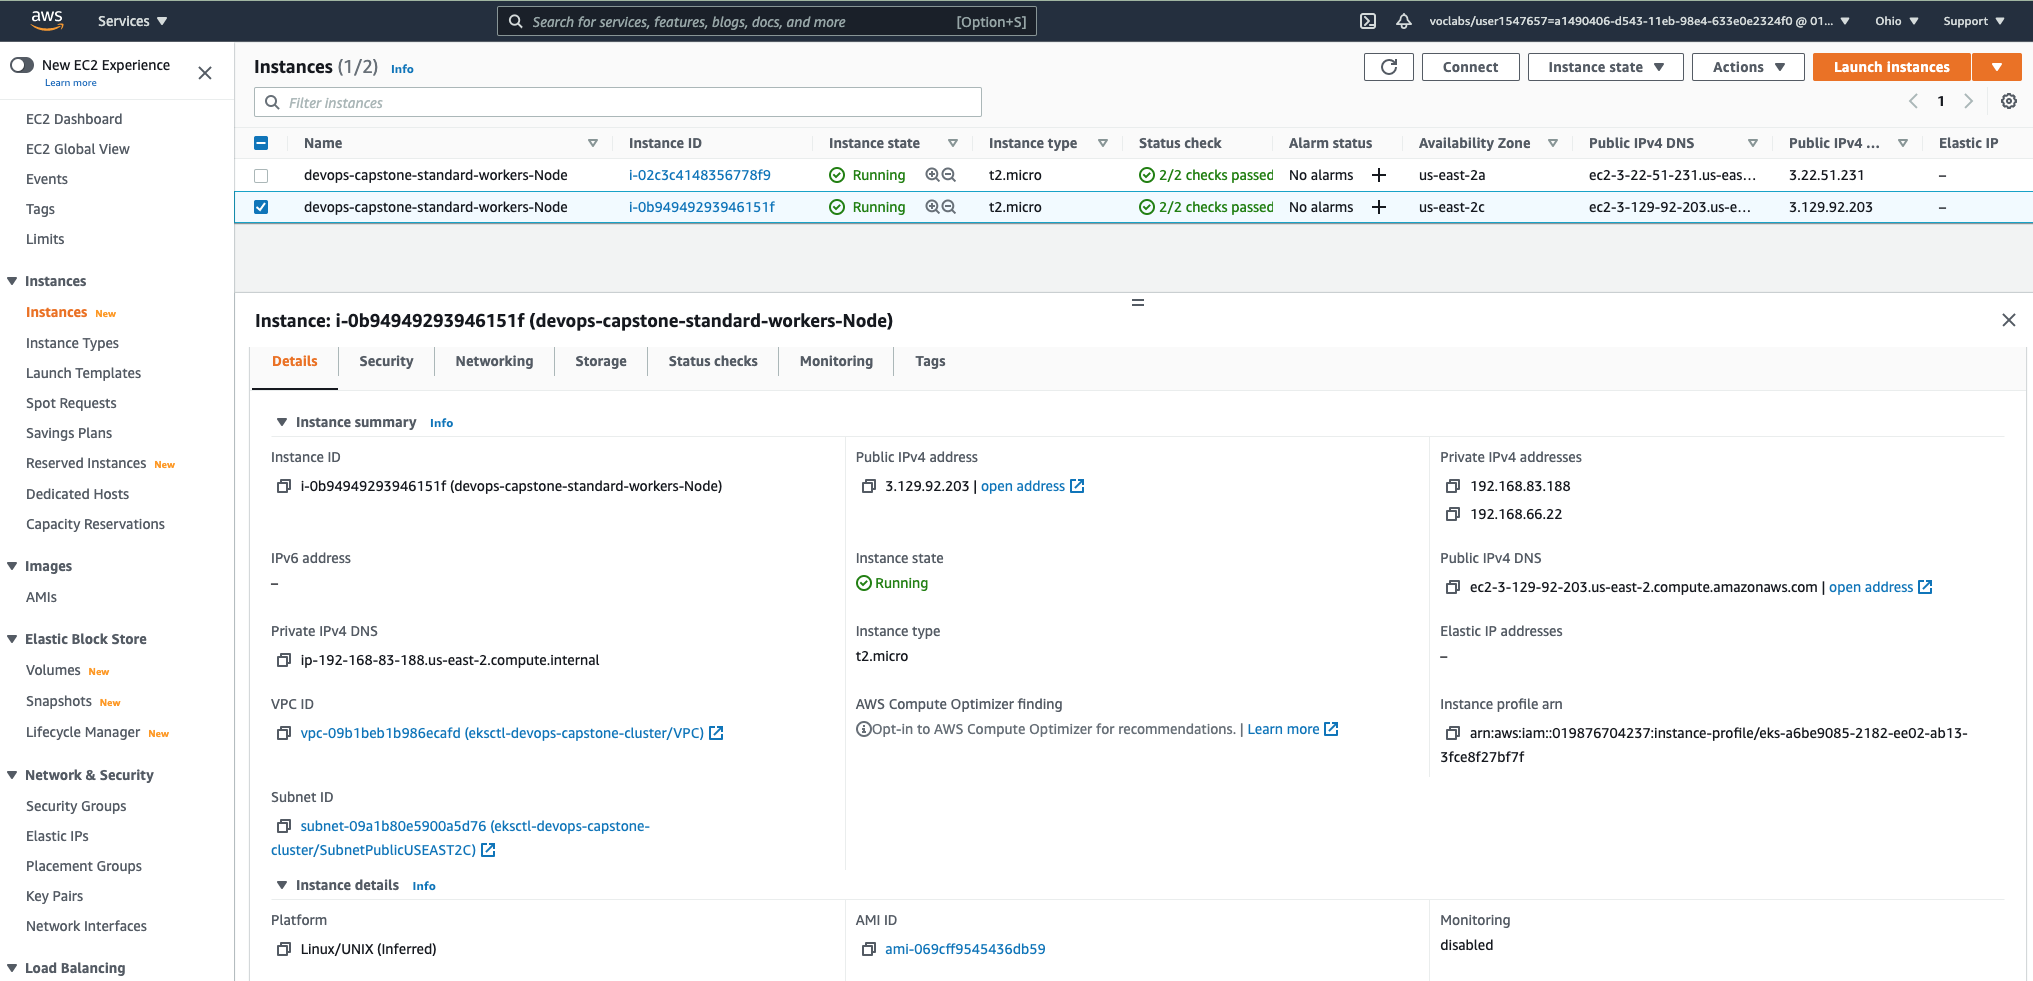 aws
Services
Search for services, features, blogs, docs, and more
[Option+S]
voclabs/user1547657=a1490406-d543-11eb-98e4-633e0e2324f0 @ 01...
Ohio
Support
New EC2 Experience
Learn more
EC2 Dashboard
EC2 Global View
Events
Tags
Limits
Instances
Instances New
Instance Types
Launch Templates
Spot Requests
Savings Plans
Reserved Instances New
Dedicated Hosts
Capacity Reservations
Images
AMIs
Elastic Block Store
Volumes New
Snapshots New
Lifecycle Manager New
Network & Security
Security Groups
Elastic IPs
Placement Groups
Key Pairs
Network Interfaces
Load Balancing
Instances (1/2) Info
Connect
Instance state
Actions
Launch instances
Filter instances
1
Name Instance ID Instance state Instance type Status check Alarm status Availability Zone Public IPv4 DNS Public IPv4 ... Elastic IP
devops-capstone-standard-workers-Node i-02c3c4148356778f9 Running t2.micro 2/2 checks passed No alarms us-east-2a ec2-3-22-51-231.us-eas... 3.22.51.231 –
devops-capstone-standard-workers-Node i-0b94949293946151f Running t2.micro 2/2 checks passed No alarms us-east-2c ec2-3-129-92-203.us-e... 3.129.92.203 –
Instance: i-0b94949293946151f (devops-capstone-standard-workers-Node)
Details Security Networking Storage Status checks Monitoring Tags
Instance summary Info
Instance ID
i-0b94949293946151f (devops-capstone-standard-workers-Node)
Public IPv4 address
3.129.92.203 | open address
Private IPv4 addresses
192.168.83.188
192.168.66.22
IPv6 address
–
Instance state
Running
Public IPv4 DNS
ec2-3-129-92-203.us-east-2.compute.amazonaws.com | open address
Private IPv4 DNS
ip-192-168-83-188.us-east-2.compute.internal
Instance type
t2.micro
Elastic IP addresses
–
VPC ID
vpc-09b1beb1b986ecafd (eksctl-devops-capstone-cluster/VPC)
AWS Compute Optimizer finding
Opt-in to AWS Compute Optimizer for recommendations. | Learn more
Instance profile arn
arn:aws:iam::019876704237:instance-profile/eks-a6be9085-2182-ee02-ab13-
3fce8f27bf7f
Subnet ID
subnet-09a1b80e5900a5d76 (eksctl-devops-capstone-
cluster/SubnetPublicUSEAST2C)
Instance details Info
Platform
Linux/UNIX (Inferred)
AMI ID
ami-069cff9545436db59
Monitoring
disabled